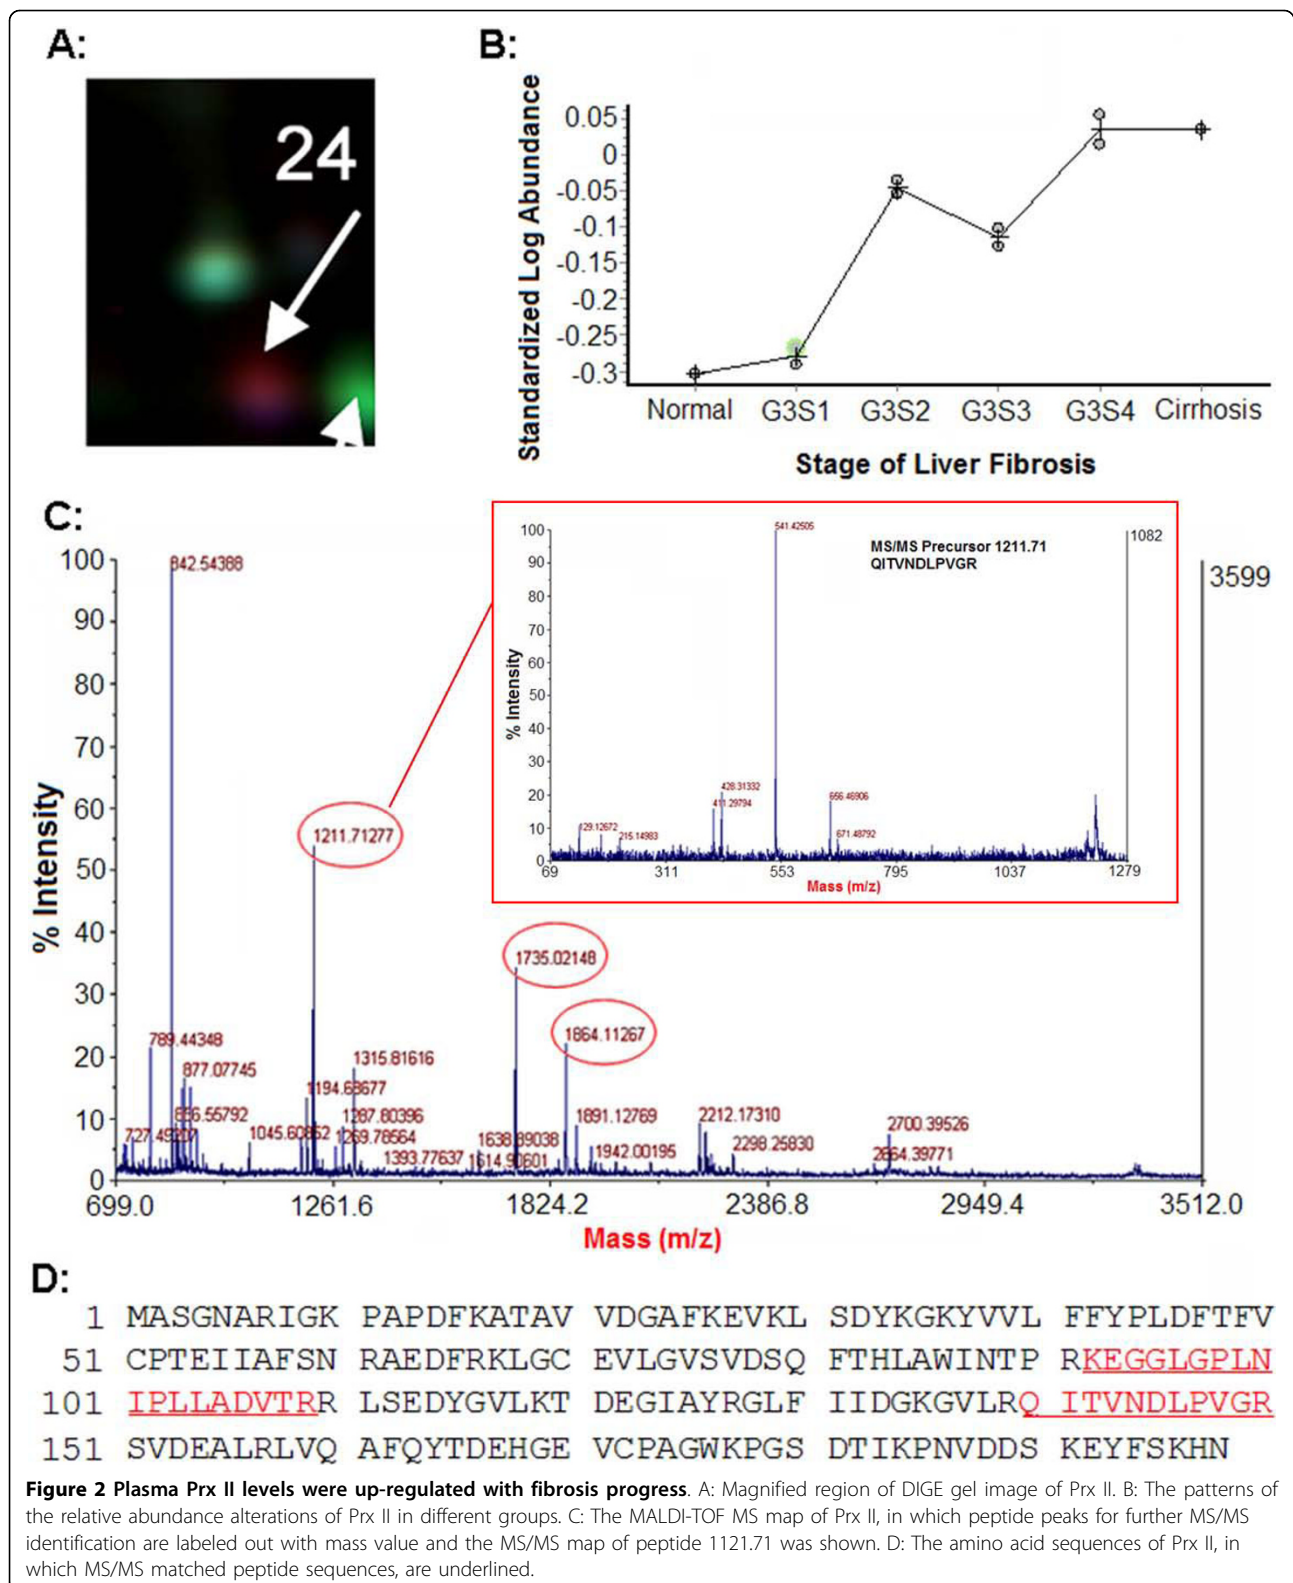 A:
24
B:
Standardized Log Abundance
0.05
0
-0.05
-0.1
-0.15
-0.2
-0.25
-0.3
Normal G3S1 G3S2 G3S3 G3S4 Cirrhosis
Stage of Liver Fibrosis
C:
% Intensity
100
90
80
70
60
50
40
30
20
10
0
842.54388
1211.71277
1735.02148
1864.11267
789.44348
877.07745
856.55792
1045.60852
1194.68677
1315.81616
1287.80396
1269.78564
1393.77637
1638.89038
1614.90601
1891.12769
1942.00195
2212.17310
2298.25830
2700.39526
2664.39771
3599
699.0 1261.6 1824.2 2386.8 2949.4 3512.0
Mass (m/z)
MS/MS Precursor 1211.71
QITVNDLPVGR
1082
% Intensity
100
90
80
70
60
50
40
30
20
10
0
541.42505
428.31332
411.29794
656.46906
671.48792
129.12672
215.14983
69 311 553 795 1037 1279
Mass (m/z)
D:
1 MASGNARIGK PAPDFKATAV VDGAFKEVKL SDYKGKYVVL FFYPLDFTFV
51 CPTEIIAFSN RAEDFRKLGC EVLGVSVDSQ FTHLAWINTP RKEGGLGPLN
101 IPLLADVTRR LSEDYGVLKT DEGIAYRGLF IIDGKGVLRQ ITVNDLPVGR
151 SVDEALRLVQ AFQYTDEHGE VCPAGWKPGS DTIKPNVDDS KEYFSKHN
Figure 2 Plasma Prx II levels were up-regulated with fibrosis progress. A: Magnified region of DIGE gel image of Prx II. B: The patterns of
the relative abundance alterations of Prx II in different groups. C: The MALDI-TOF MS map of Prx II, in which peptide peaks for further MS/MS
identification are labeled out with mass value and the MS/MS map of peptide 1121.71 was shown. D: The amino acid sequences of Prx II, in
which MS/MS matched peptide sequences, are underlined.